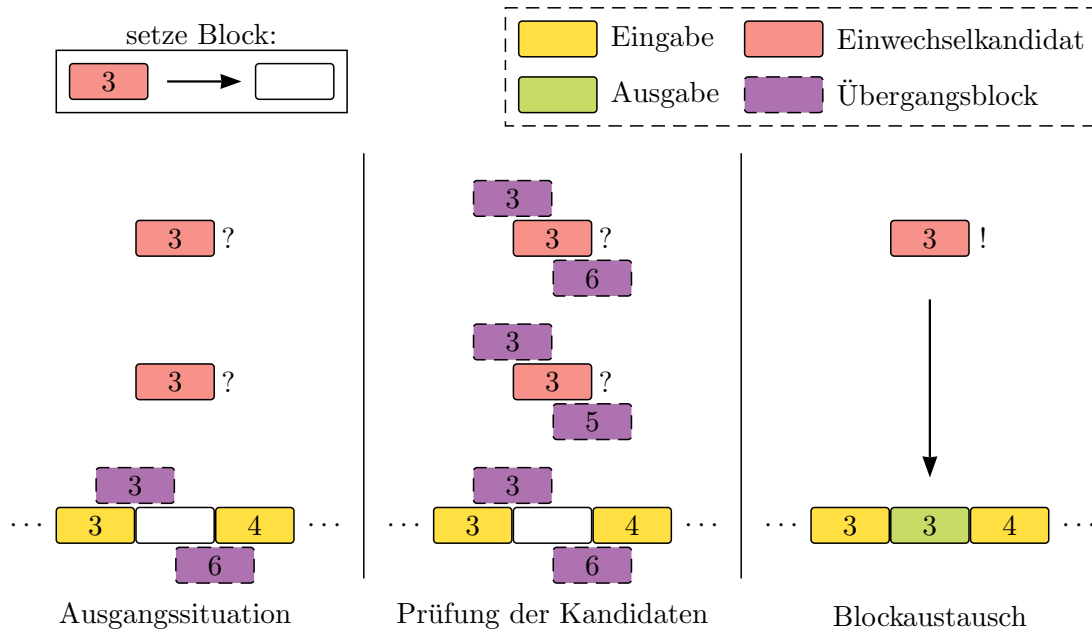 setze Block:
3
Eingabe
Einwechselkandidat
Ausgabe
Übergangsblock
3 ?
3 ?
3
··· 3 4 ···
6
Ausgangssituation
3
3 ?
6
3
3 ?
5
3
··· 3 4 ···
6
Prüfung der Kandidaten
3 !
··· 3 3 4 ···
Blockaustausch